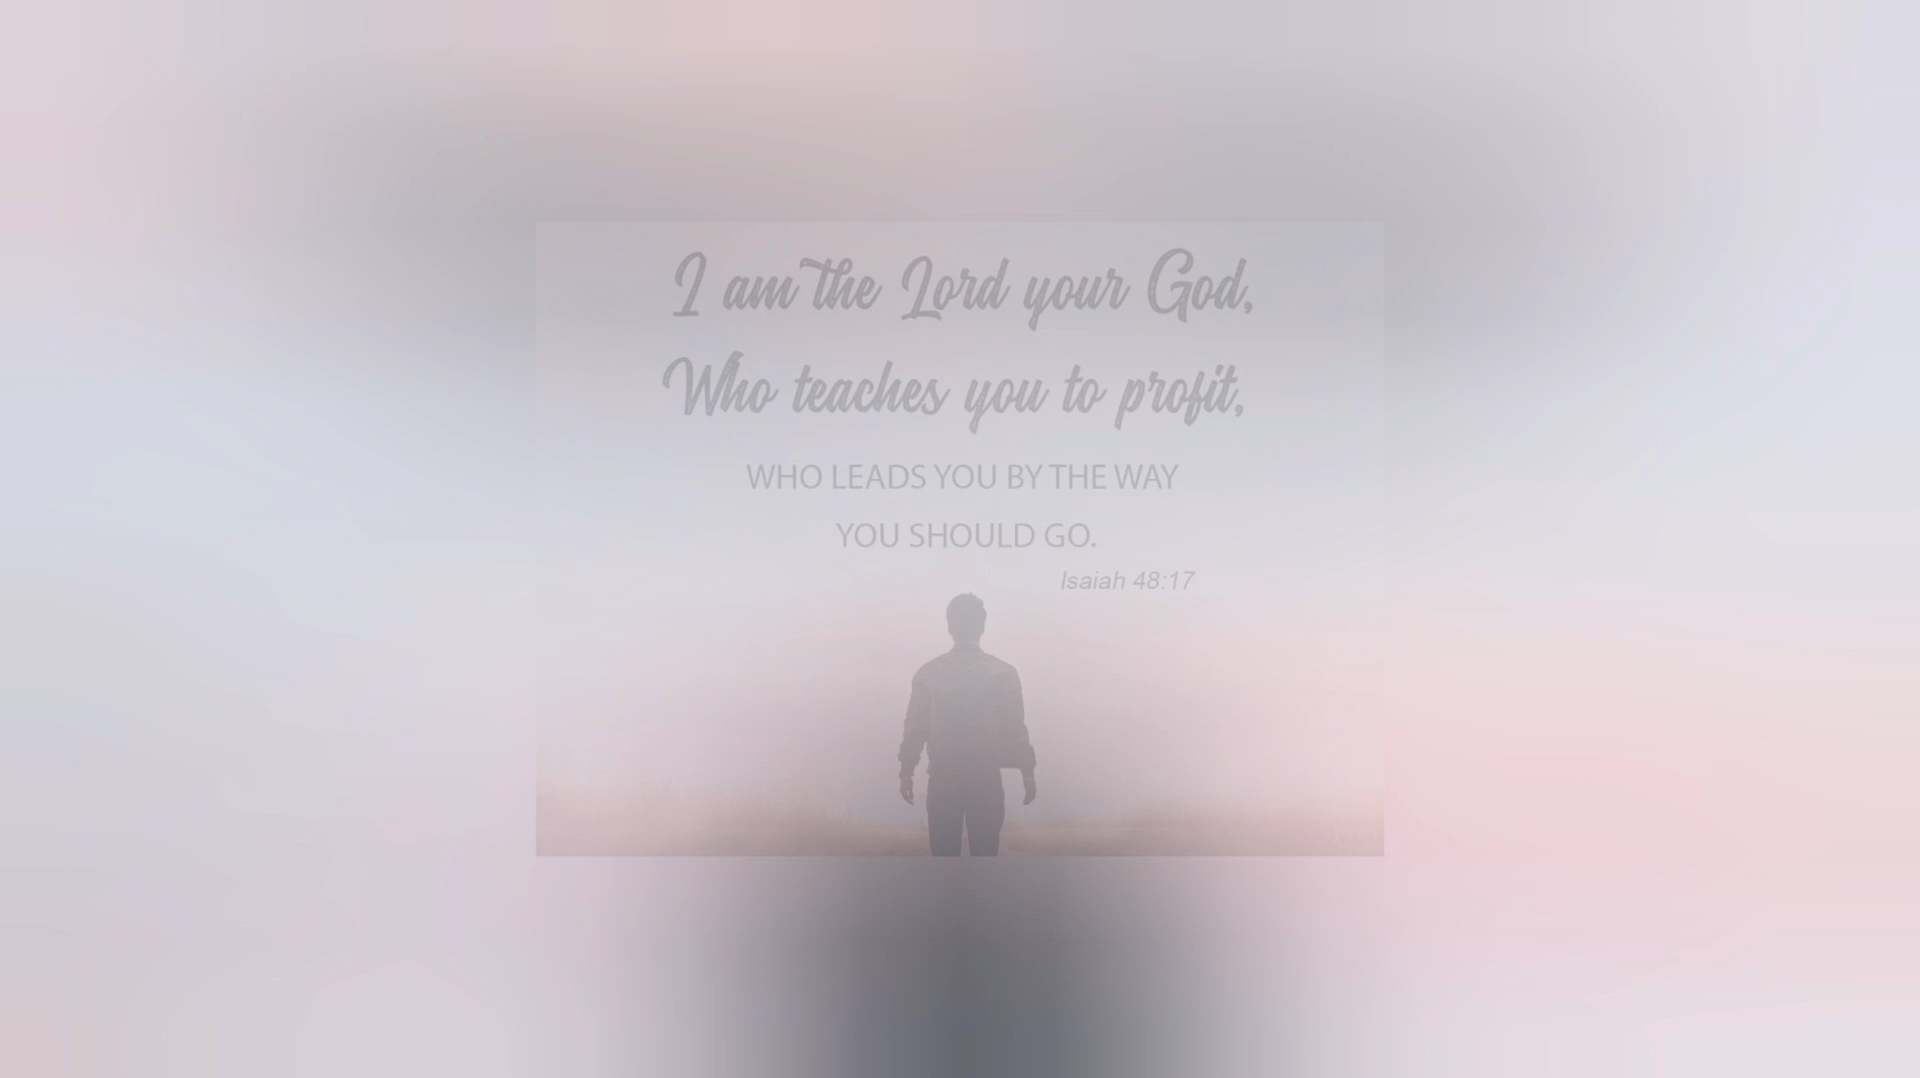 I am the Lord your God,
Who teaches you to profit,
WHO LEADS YOU BY THE WAY
YOU SHOULD GO.
Isaiah 48:17